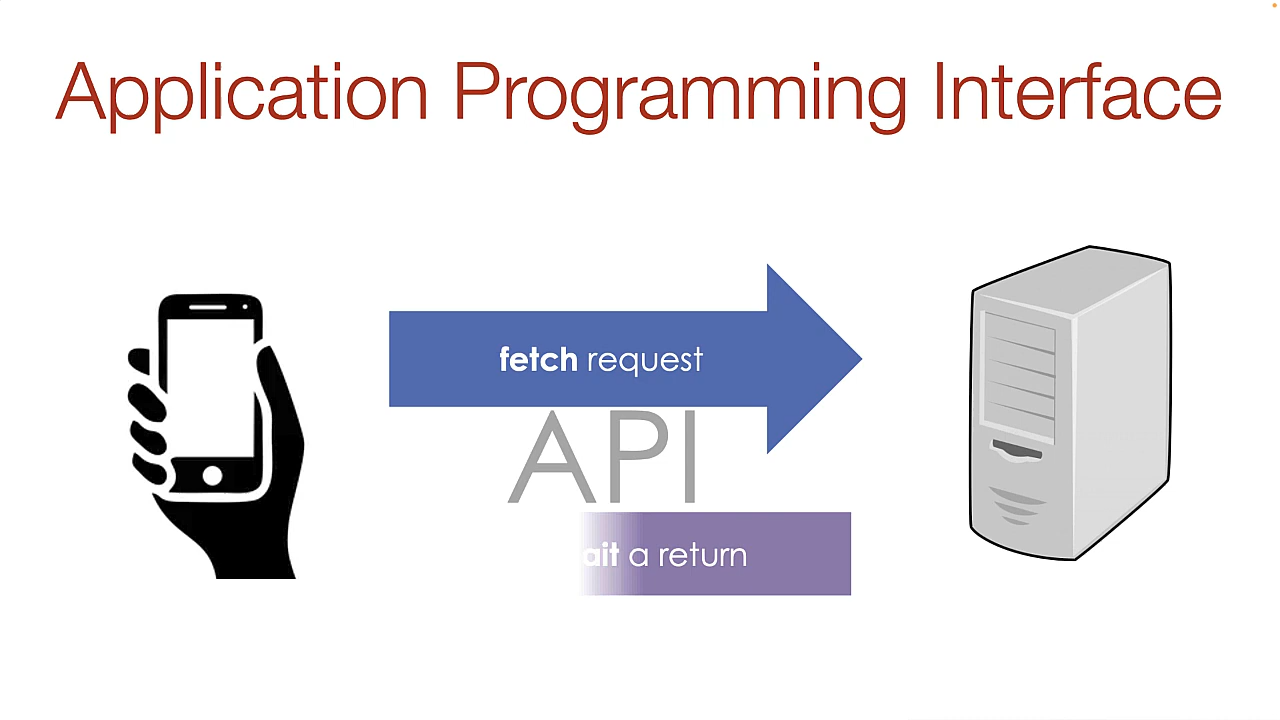 Application Programming Interface
fetch request
API
ait a return